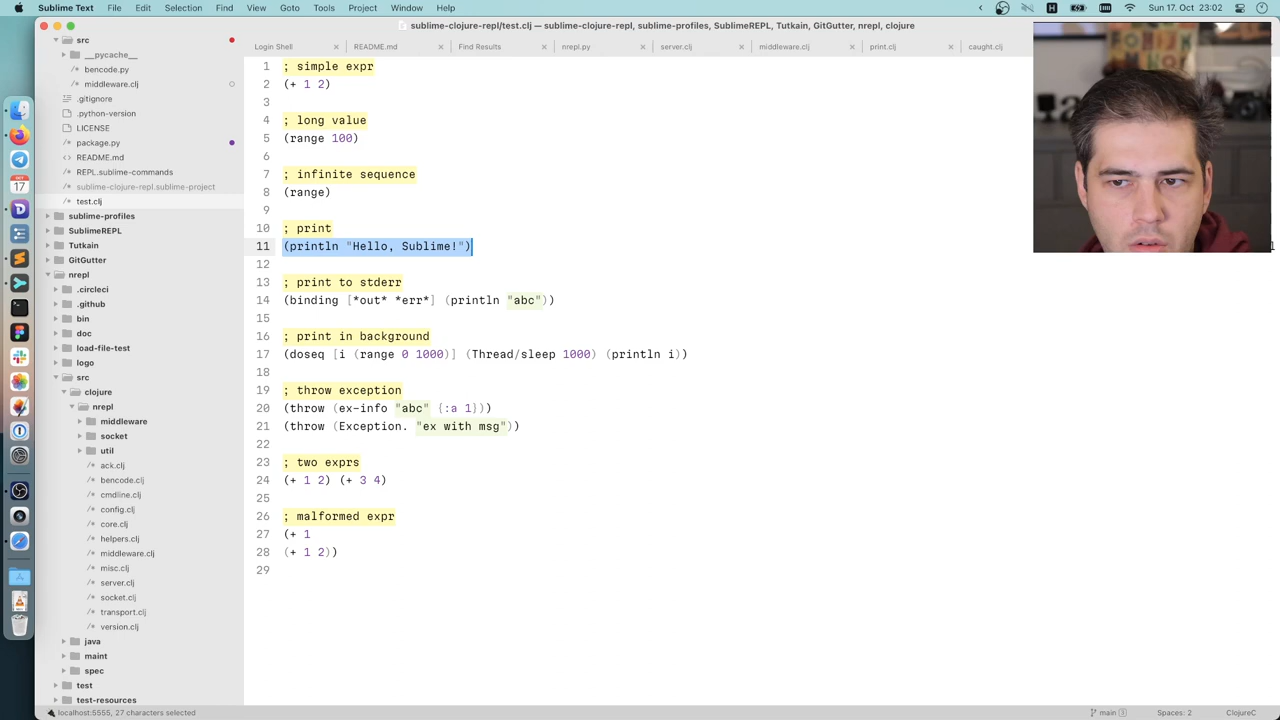 Sublime Text File Edit Selection Find View Goto Tools Project Window Help
Sun 17. Oct 23:02
sublime-clojure-repl/test.clj — sublime-clojure-repl, sublime-profiles, SublimeREPL, Tutkain, GitGutter, nrepl, clojure
Login Shell
README.md
Find Results
nrepl.py
server.clj
middleware.clj
print.clj
caught.clj
src
__pycache__
bencode.py
middleware.clj
.gitignore
.python-version
LICENSE
package.py
README.md
REPL.sublime-commands
sublime-clojure-repl.sublime-project
test.clj
sublime-profiles
SublimeREPL
Tutkain
GitGutter
nrepl
.circleci
.github
bin
doc
load-file-test
logo
src
clojure
nrepl
middleware
socket
util
ack.clj
bencode.clj
cmdline.clj
config.clj
core.clj
helpers.clj
middleware.clj
misc.clj
server.clj
socket.clj
transport.clj
version.clj
java
maint
spec
test
test-resources
1 ; simple expr
2 (+ 1 2)
3
4 ; long value
5 (range 100)
6
7 ; infinite sequence
8 (range)
9
10 ; print
11 (println "Hello, Sublime!")
12
13 ; print to stderr
14 (binding [*out* *err*] (println "abc"))
15
16 ; print in background
17 (doseq [i (range 0 1000)] (Thread/sleep 1000) (println i))
18
19 ; throw exception
20 (throw (ex-info "abc" {:a 1}))
21 (throw (Exception. "ex with msg"))
22
23 ; two exprs
24 (+ 1 2) (+ 3 4)
25
26 ; malformed expr
27 (+ 1
28 (+ 1 2))
29
localhost:5555, 27 characters selected
main 3
Spaces: 2
ClojureC